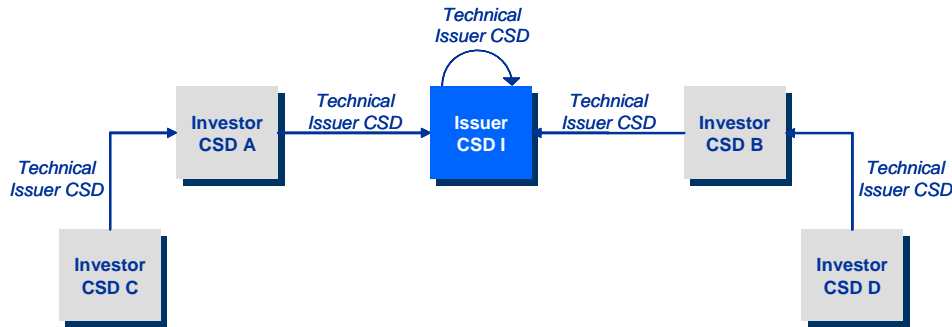 Technical
Issuer CSD
Investor
CSD A
Technical
Issuer CSD
Issuer
CSD I
Technical
Issuer CSD
Investor
CSD B
Technical
Issuer CSD
Technical
Issuer CSD
Investor
CSD C
Investor
CSD D